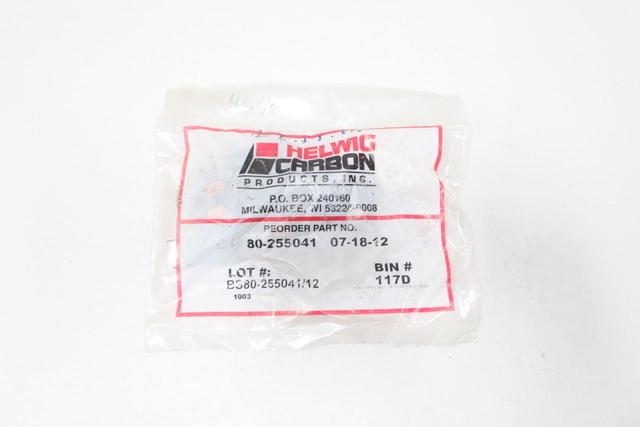 HELWIG
CARBON
PRODUCTS, INC.
P.O. BOX 240160
MILWAUKEE, WI 53224-9008
REORDER PART NO.
80-255041 07-18-12
LOT #: BIN #
BS80-255041/12 117D
1003